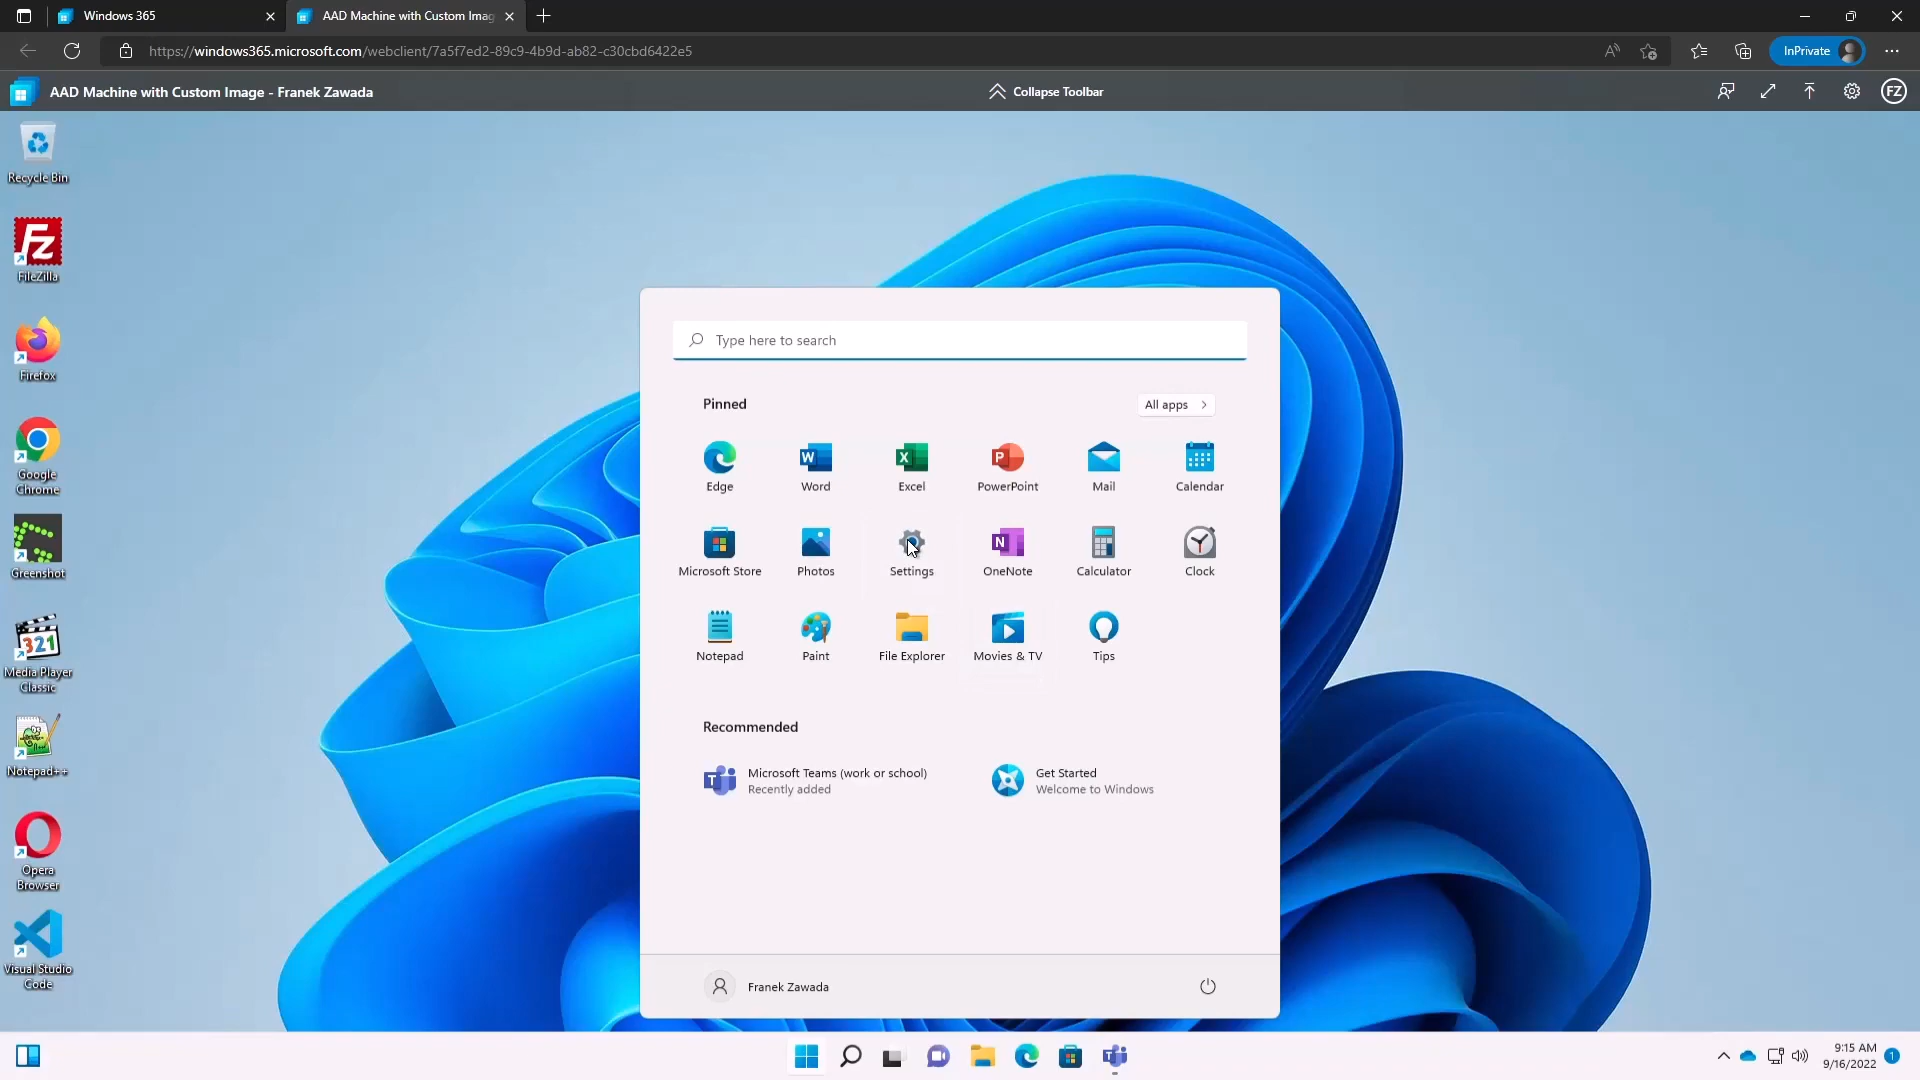 Windows 365
AAD Machine with Custom Imag
https://windows365.microsoft.com/webclient/7a5f7ed2-89c9-4b9d-ab82-c30cbd6422e5
InPrivate
AAD Machine with Custom Image - Franek Zawada
Collapse Toolbar
FZ
Recycle Bin
FileZilla
Firefox
Google
Chrome
Greenshot
321
Media Player
Classic
Notepad++
Opera
Browser
Visual Studio
Code
Type here to search
Pinned
All apps
Edge
Word
Excel
PowerPoint
Mail
Calendar
Microsoft Store
Photos
Settings
OneNote
Calculator
Clock
Notepad
Paint
File Explorer
Movies & TV
Tips
Recommended
Microsoft Teams (work or school)
Recently added
Get Started
Welcome to Windows
Franek Zawada
9:15 AM
9/16/2022
1